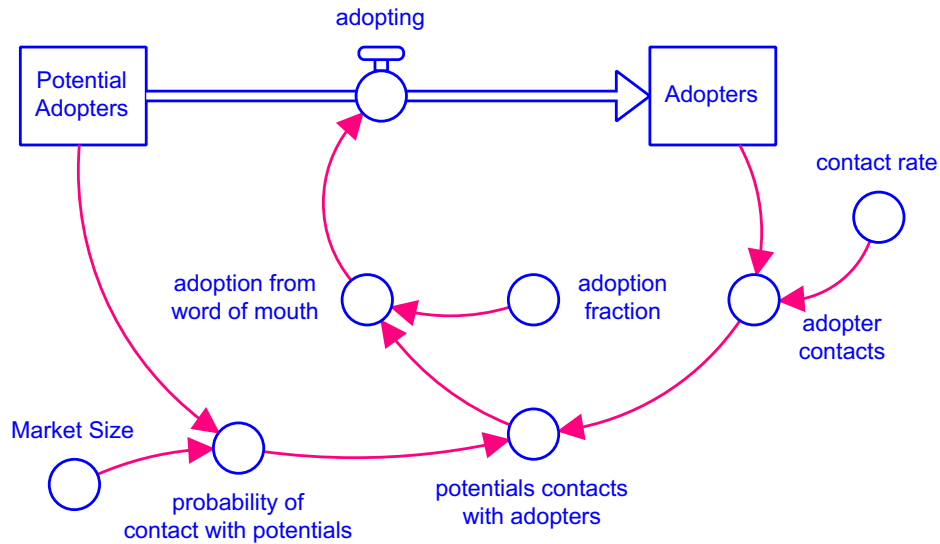 adopting
Potential
Adopters
Adopters
contact rate
adoption from
word of mouth
adoption
fraction
adopter
contacts
Market Size
probability of
contact with potentials
potentials contacts
with adopters